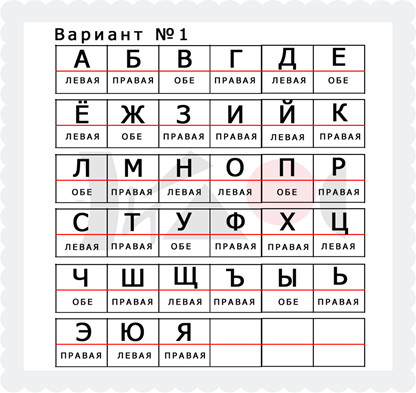 Вариант №1
А Б В Г Д Е
ЛЕВАЯ ПРАВАЯ ОБЕ ПРАВАЯ ЛЕВАЯ ОБЕ
Ё Ж З И Й К
ЛЕВАЯ ОБЕ ПРАВАЯ ПРАВАЯ ЛЕВАЯ ПРАВАЯ
Л М Н О П Р
ОБЕ ПРАВАЯ ЛЕВАЯ ЛЕВАЯ ОБЕ ПРАВАЯ
С Т У Ф Х Ц
ЛЕВАЯ ПРАВАЯ ОБЕ ПРАВАЯ ПРАВАЯ ЛЕВАЯ
Ч Ш Щ Ъ Ы Ь
ОБЕ ПРАВАЯ ЛЕВАЯ ПРАВАЯ ОБЕ ПРАВАЯ
Э Ю Я
ПРАВАЯ ЛЕВАЯ ПРАВАЯ